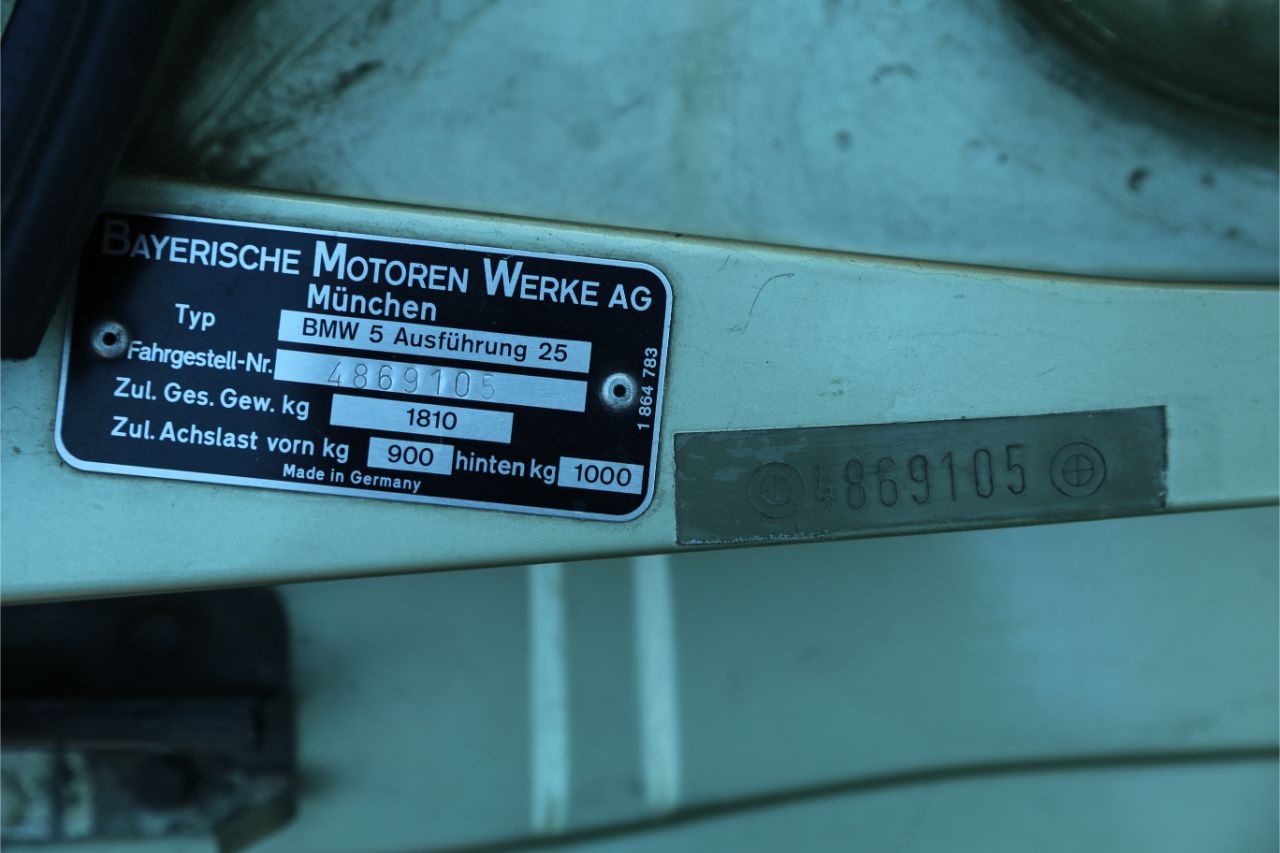 BAYERISCHE MOTOREN WERKE AG
München
Typ BMW 5 Ausführung 25
Fahrgestell-Nr. 4869105
Zul. Ges. Gew. kg 1810
Zul. Achslast vorn kg 900 hinten kg 1000
Made in Germany
1 864 783
4869105